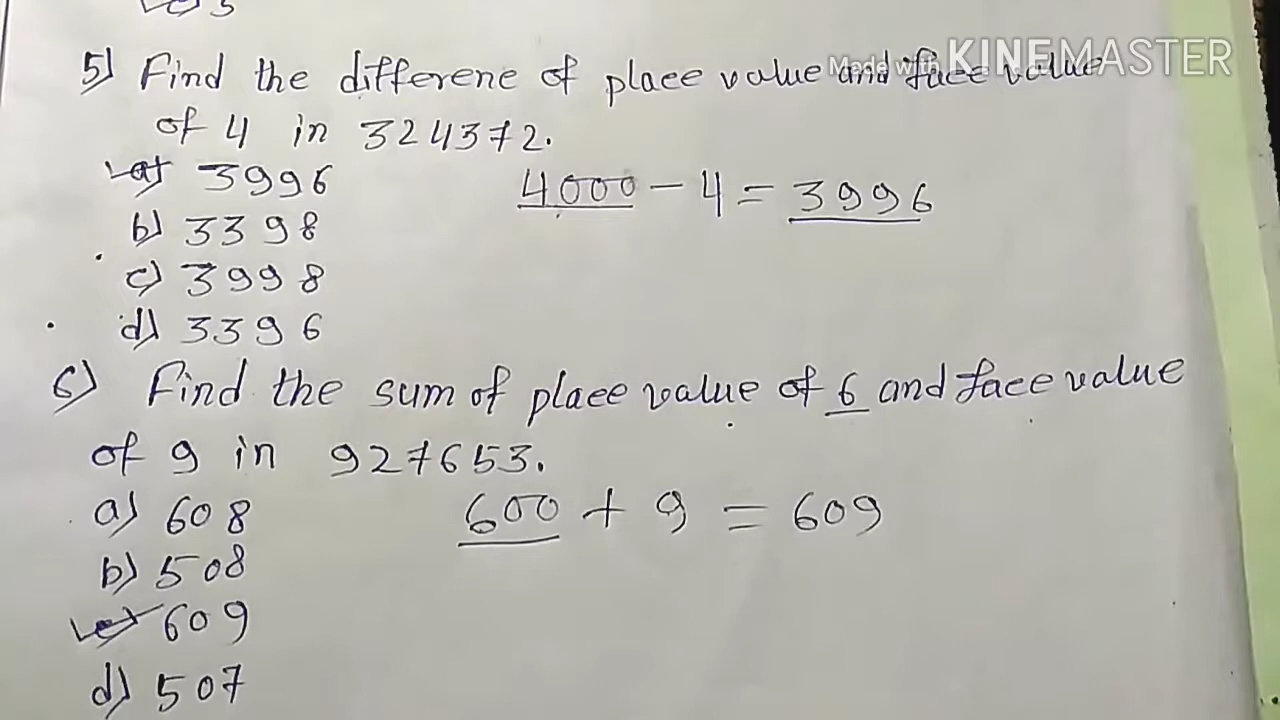 5) Find the differene of place value and face value
Made with KINEMASTER
of 4 in 324372.
a) 3996
4000 - 4 = 3996
b) 3398
c) 3998
d) 3396
6) Find the sum of place value of 6 and face value
of 9 in 927653.
a) 608
600 + 9 = 609
b) 508
c) 609
d) 507